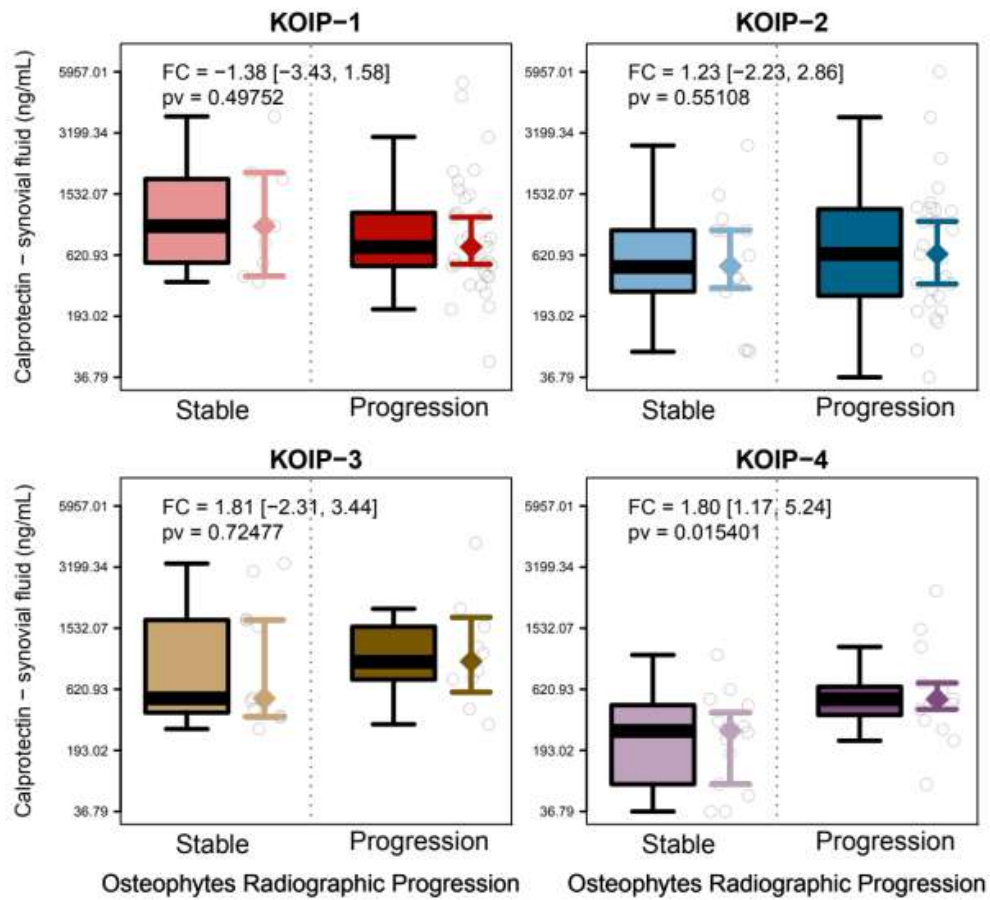 KOIP−1
Calprotectin − synovial fluid (ng/mL)
5957.01
3199.34
1532.07
620.93
193.02
36.79
FC = −1.38 [−3.43, 1.58]
pv = 0.49752
Stable
Progression
KOIP−2
5957.01
3199.34
1532.07
620.93
193.02
36.79
FC = 1.23 [−2.23, 2.86]
pv = 0.55108
Stable
Progression
KOIP−3
Calprotectin − synovial fluid (ng/mL)
5957.01
3199.34
1532.07
620.93
193.02
36.79
FC = 1.81 [−2.31, 3.44]
pv = 0.72477
Stable
Progression
Osteophytes Radiographic Progression
KOIP−4
5957.01
3199.34
1532.07
620.93
193.02
36.79
FC = 1.80 [1.17, 5.24]
pv = 0.015401
Stable
Progression
Osteophytes Radiographic Progression